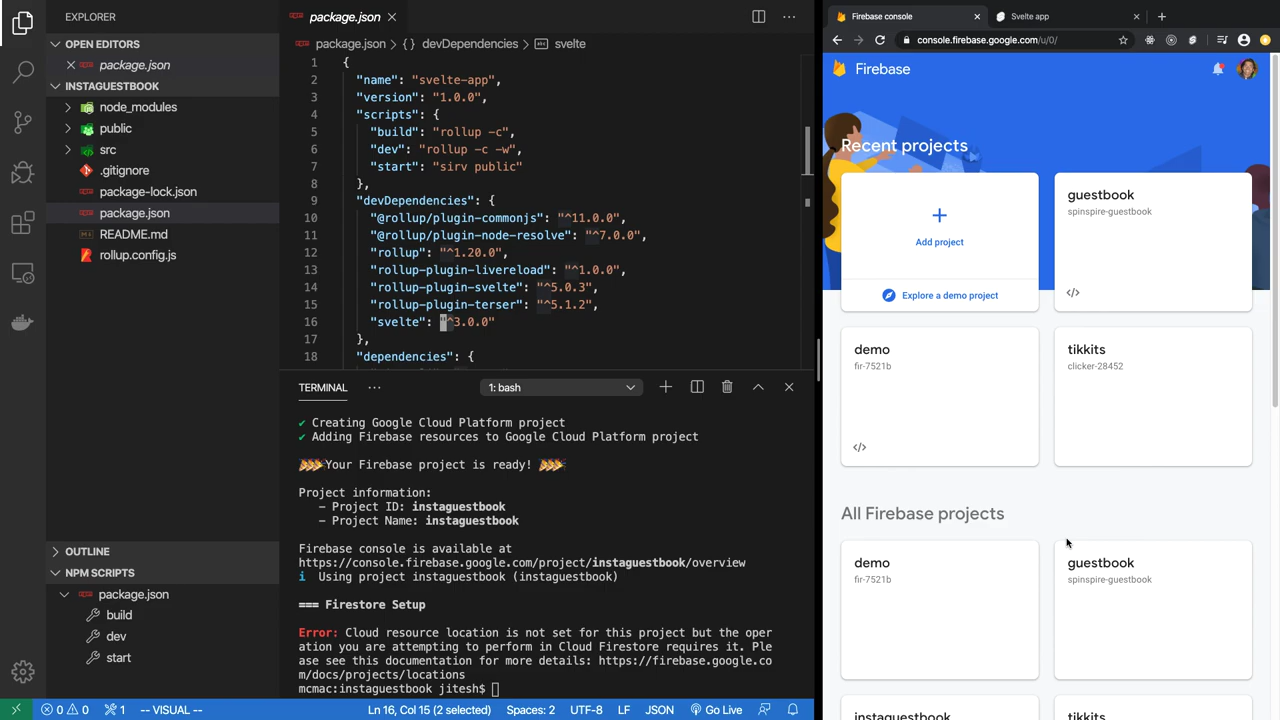 EXPLORER
OPEN EDITORS
package.json
INSTAGUESTBOOK
node_modules
public
src
.gitignore
package-lock.json
package.json
README.md
rollup.config.js
OUTLINE
NPM SCRIPTS
package.json
build
dev
start
package.json
package.json > {} devDependencies > svelte
1 {
2 "name": "svelte-app",
3 "version": "1.0.0",
4 "scripts": {
5 "build": "rollup -c",
6 "dev": "rollup -c -w",
7 "start": "sirv public"
8 },
9 "devDependencies": {
10 "@rollup/plugin-commonjs": "^11.0.0",
11 "@rollup/plugin-node-resolve": "^7.0.0",
12 "rollup": "^1.20.0",
13 "rollup-plugin-livereload": "^1.0.0",
14 "rollup-plugin-svelte": "^5.0.3",
15 "rollup-plugin-terser": "^5.1.2",
16 "svelte": "^3.0.0"
17 },
18 "dependencies": {
TERMINAL ... 1: bash
✔ Creating Google Cloud Platform project
✔ Adding Firebase resources to Google Cloud Platform project
🎉🎉🎉 Your Firebase project is ready! 🎉🎉🎉
Project information:
- Project ID: instaguestbook
- Project Name: instaguestbook
Firebase console is available at
https://console.firebase.google.com/project/instaguestbook/overview
i Using project instaguestbook (instaguestbook)
=== Firestore Setup
Error: Cloud resource location is not set for this project but the oper
ation you are attempting to perform in Cloud Firestore requires it. Ple
ase see this documentation for more details: https://firebase.google.co
m/docs/projects/locations
mcmac:instaguestbook jitesh$
0 0 1 -- VISUAL -- Ln 16, Col 15 (2 selected) Spaces: 2 UTF-8 LF JSON Go Live
Firebase console
Svelte app
console.firebase.google.com/u/0/
Firebase
Recent projects
Add project
Explore a demo project
guestbook
spinspire-guestbook
</>
demo
fir-7521b
</>
tikkits
clicker-28452
All Firebase projects
demo
fir-7521b
guestbook
spinspire-guestbook
instaguestbook
tikkits